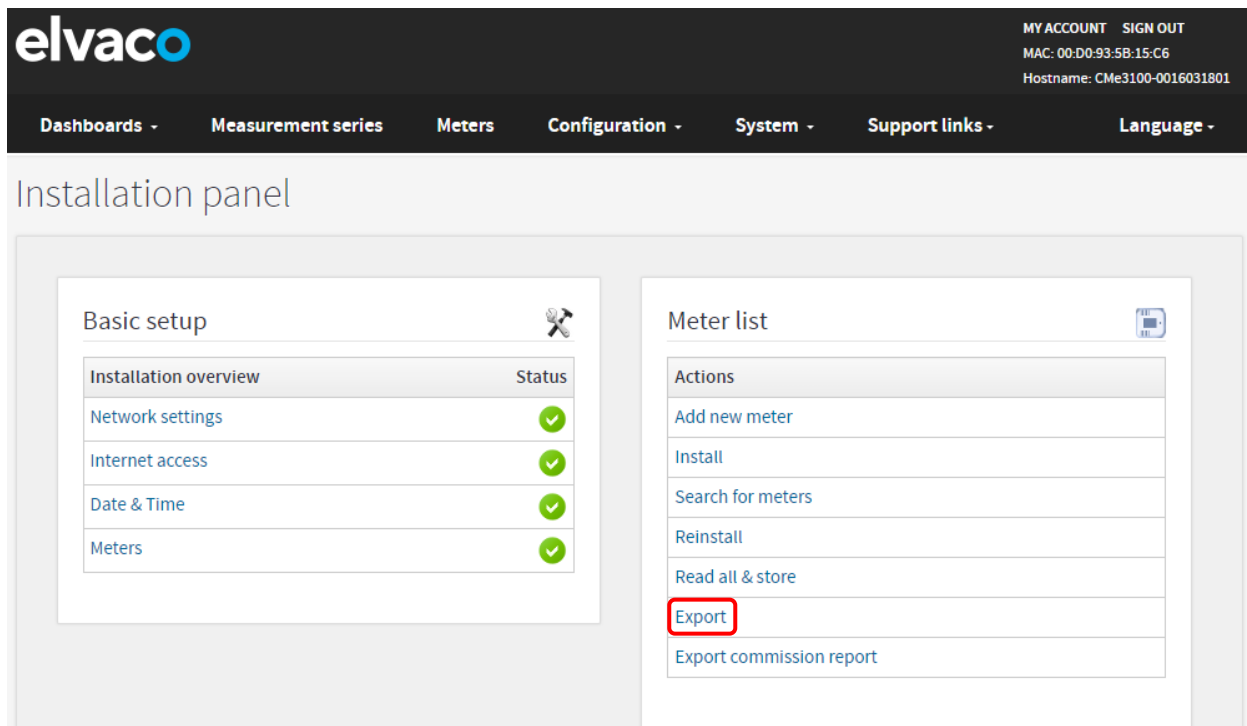 elvaco
MY ACCOUNT SIGN OUT
MAC: 00:D0:93:5B:15:C6
Hostname: CMe3100-0016031801
Dashboards Measurement series Meters Configuration System Support links Language
Installation panel
Basic setup
Installation overview Status
Network settings
Internet access
Date & Time
Meters
Meter list
Actions
Add new meter
Install
Search for meters
Reinstall
Read all & store
Export
Export commission report